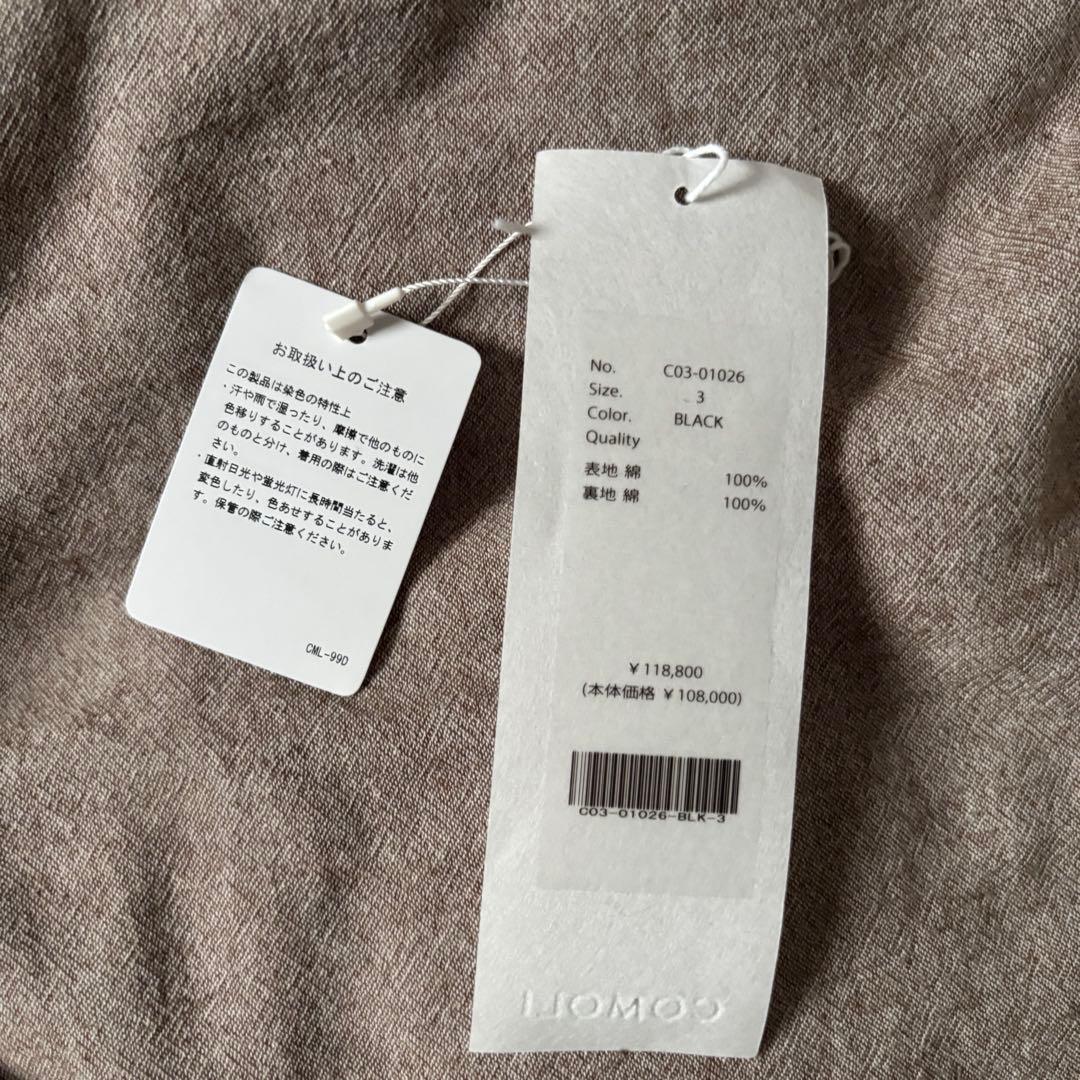 お取扱い上のご注意
この製品は染色の特性上
・汗や雨で湿ったり、摩擦で他のものに
色移りすることがあります。洗濯は他
のものと分け、着用の際はご注意くだ
さい。
・直射日光や蛍光灯に長時間当たると、
変色したり、色あせすることがありま
す。保管の際ご注意ください。
CML-99D
No. C03-01026
Size. 3
Color. BLACK
Quality
表地 綿 100%
裏地 綿 100%
￥118,800
(本体価格 ￥108,000)
C03-01026-BLK-3
COMOLI